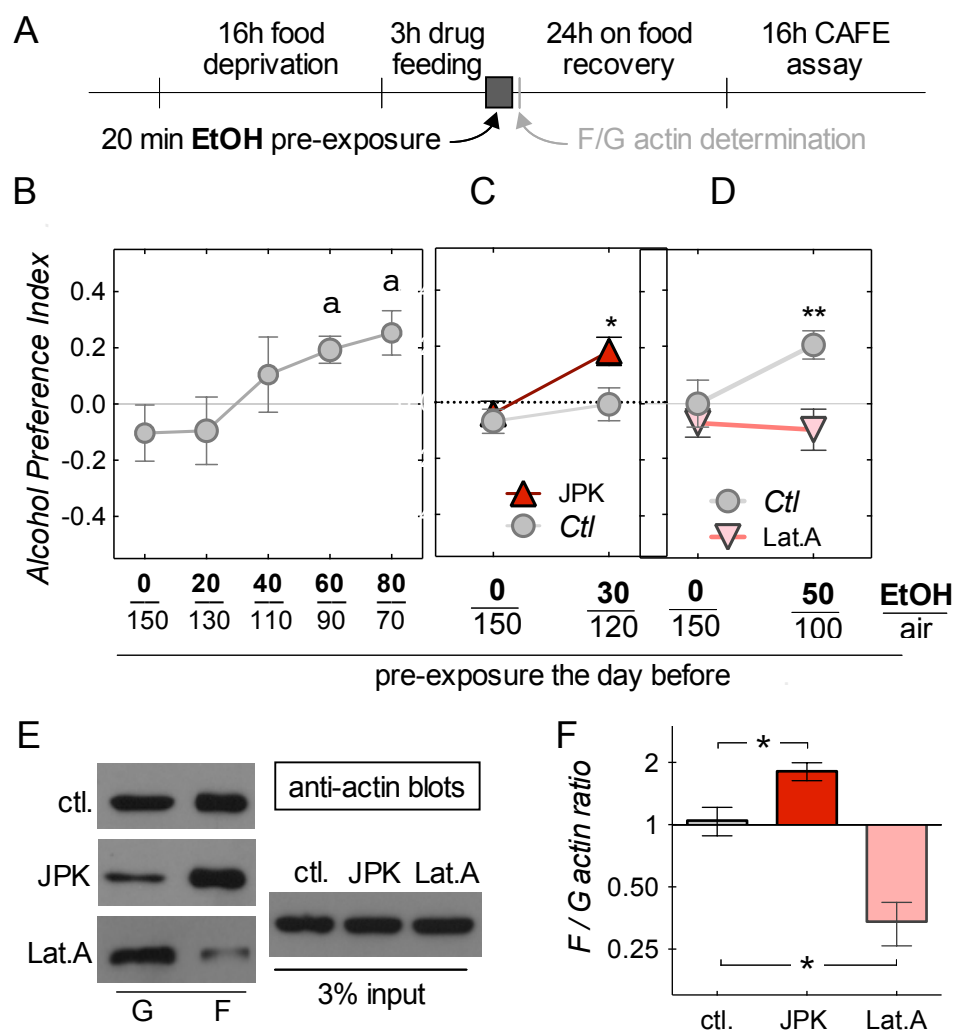 A
16h food
deprivation
3h drug
feeding
24h on food
recovery
16h CAFE
assay
20 min EtOH pre-exposure
F/G actin determination
B
C
D
Alcohol Preference Index
0.4
0.2
0.0
-0.2
-0.4
a
a
*
**
JPK
Ctl
Ctl
Lat.A
0 20 40 60 80
150 130 110 90 70
0 30
150 120
0 50
150 100
EtOH
air
pre-exposure the day before
E
ctl.
JPK
Lat.A
G F
anti-actin blots
ctl. JPK Lat.A
3% input
F
F / G actin ratio
2
1
0.50
0.25
*
*
ctl. JPK Lat.A